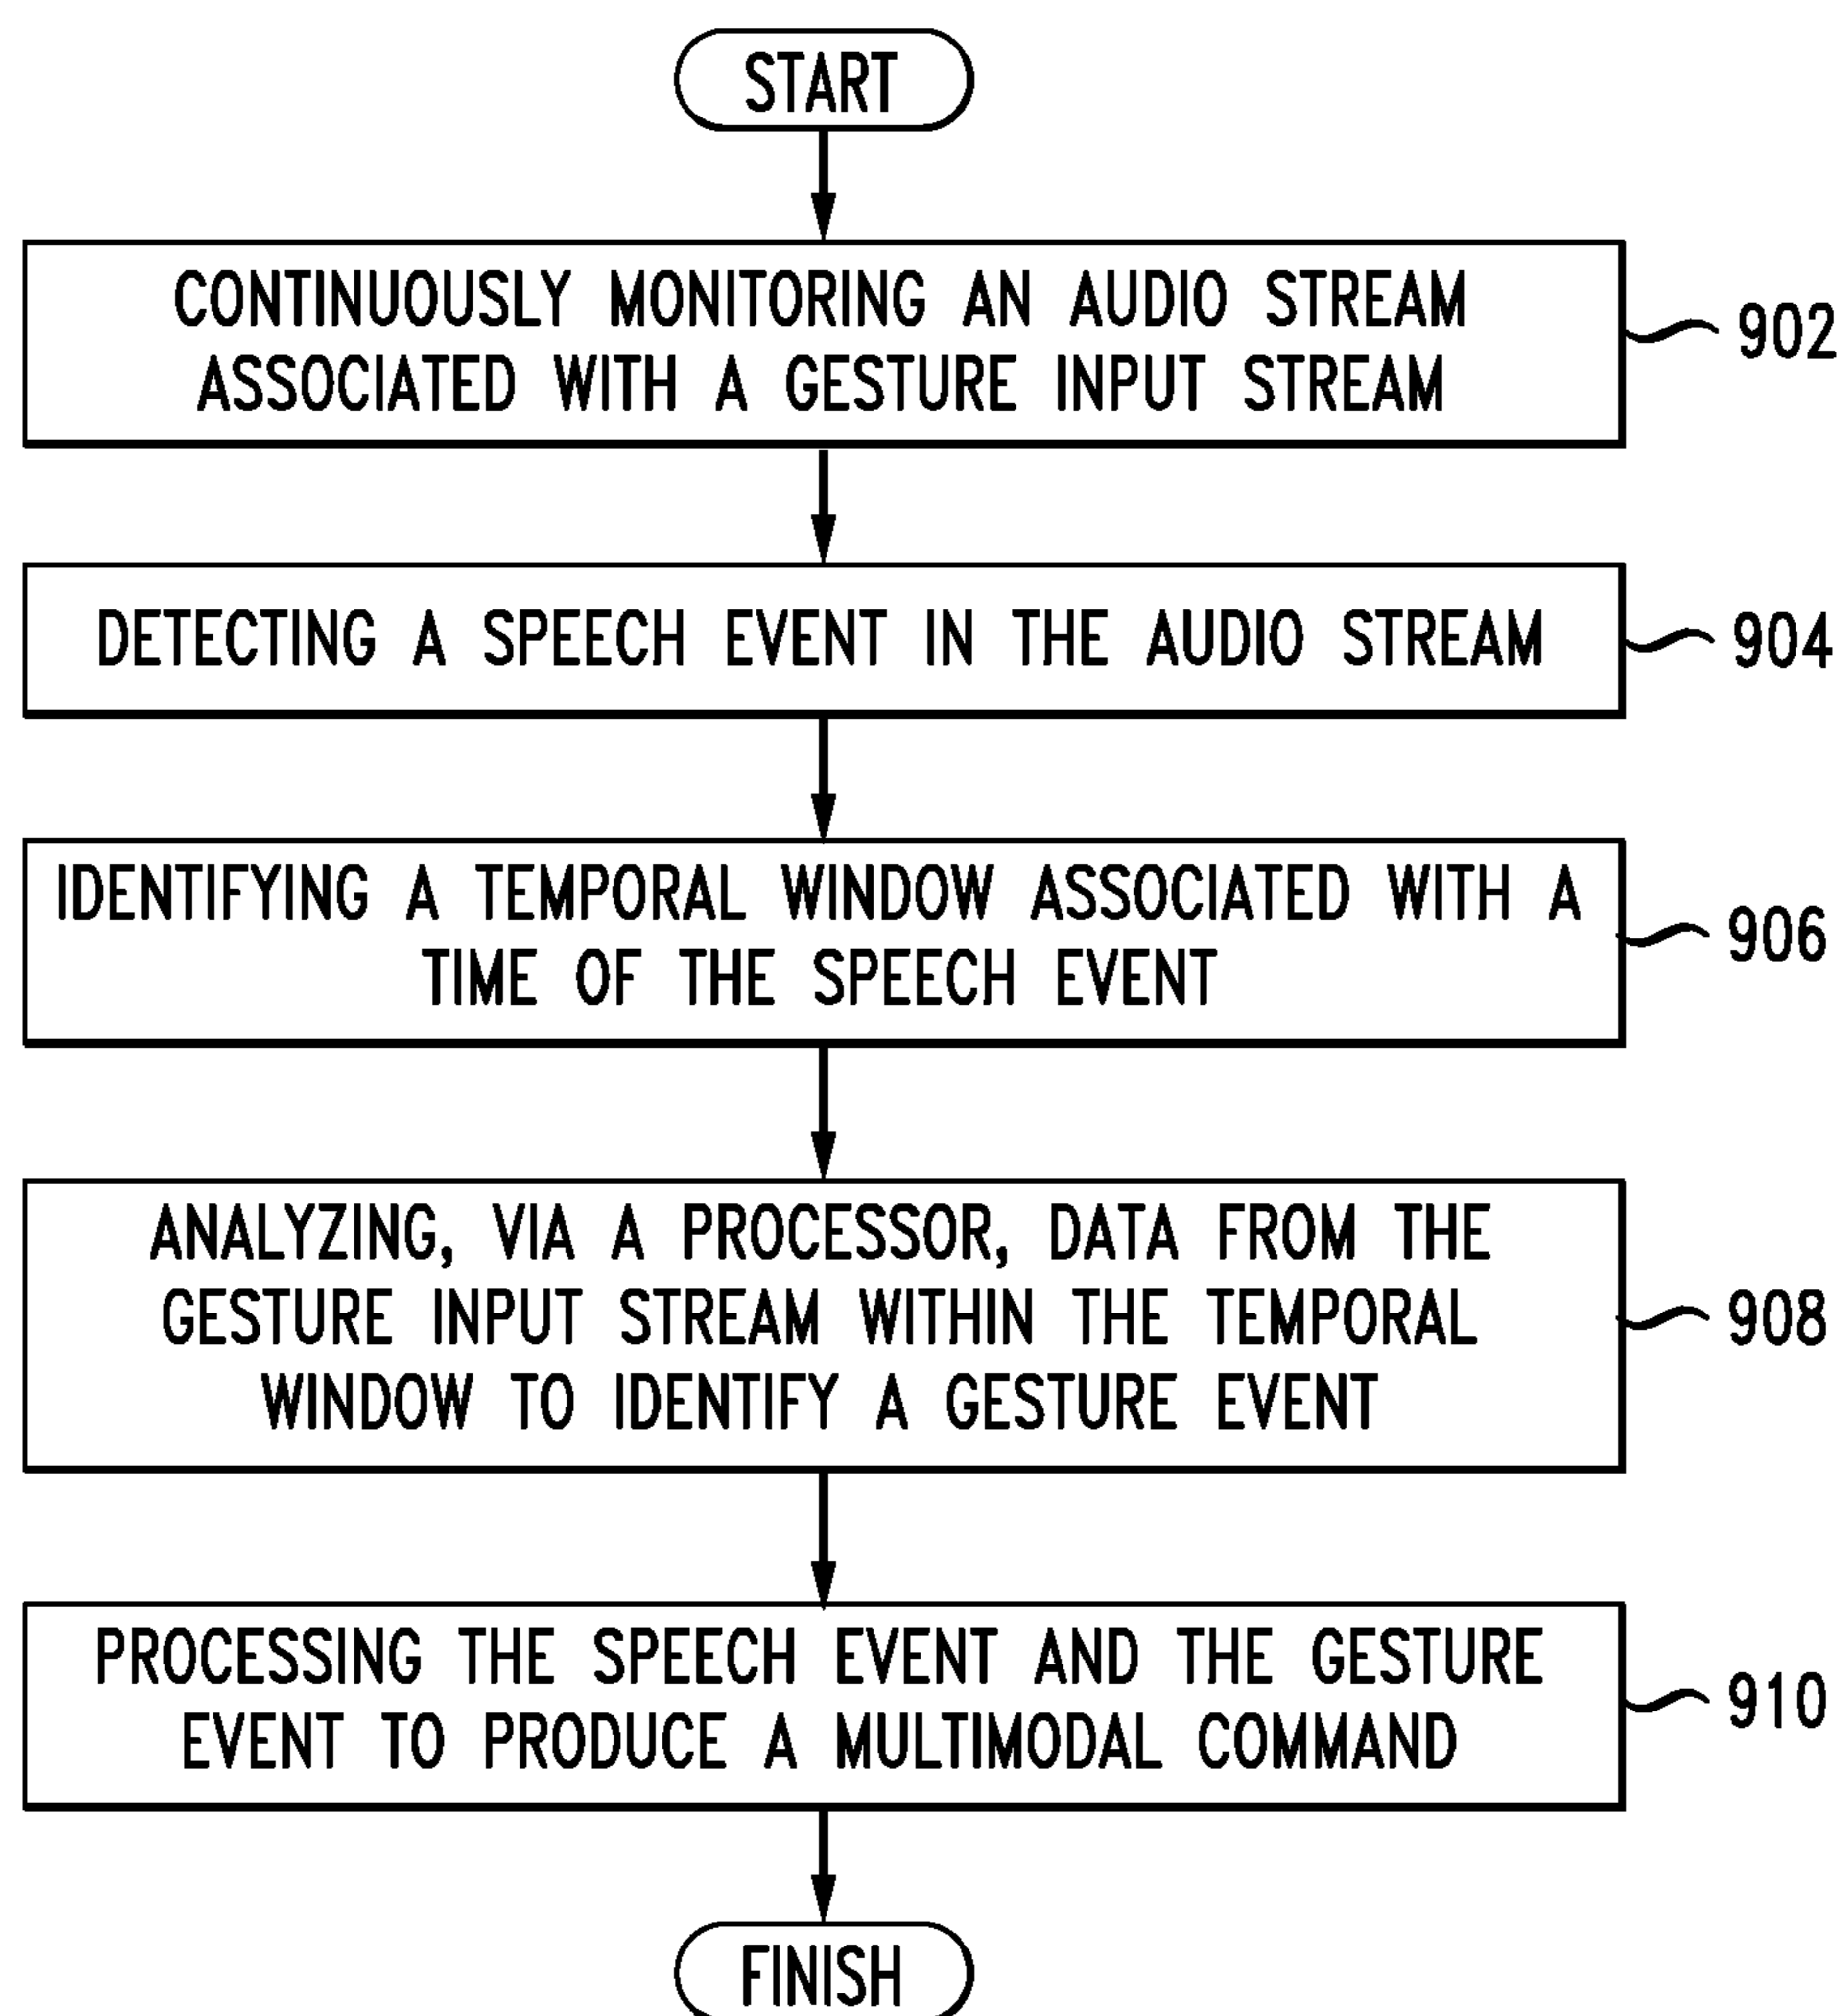 START
CONTINUOUSLY MONITORING AN AUDIO STREAM
ASSOCIATED WITH A GESTURE INPUT STREAM
902
DETECTING A SPEECH EVENT IN THE AUDIO STREAM
904
IDENTIFYING A TEMPORAL WINDOW ASSOCIATED WITH A
TIME OF THE SPEECH EVENT
906
ANALYZING, VIA A PROCESSOR, DATA FROM THE
GESTURE INPUT STREAM WITHIN THE TEMPORAL
WINDOW TO IDENTIFY A GESTURE EVENT
908
PROCESSING THE SPEECH EVENT AND THE GESTURE
EVENT TO PRODUCE A MULTIMODAL COMMAND
910
FINISH